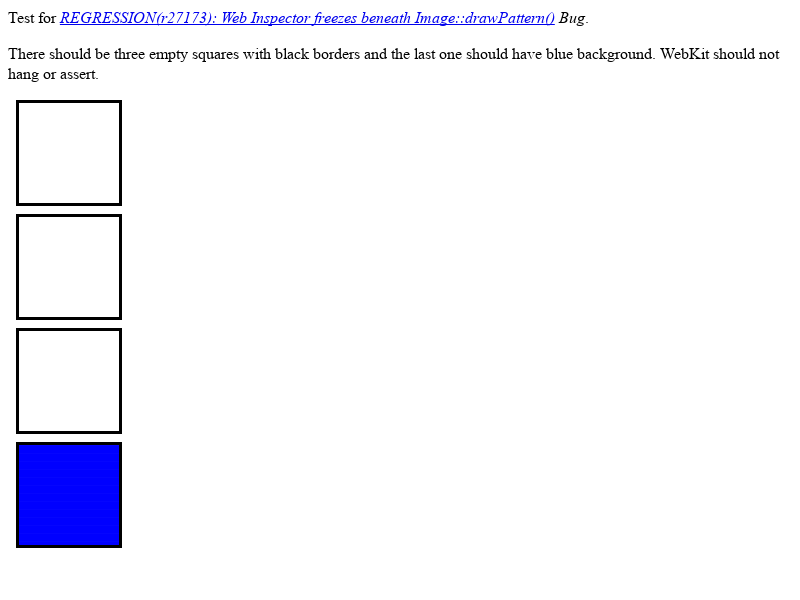 Test for REGRESSION(r27173): Web Inspector freezes beneath Image::drawPattern() Bug.
There should be three empty squares with black borders and the last one should have blue background. WebKit should not
hang or assert.